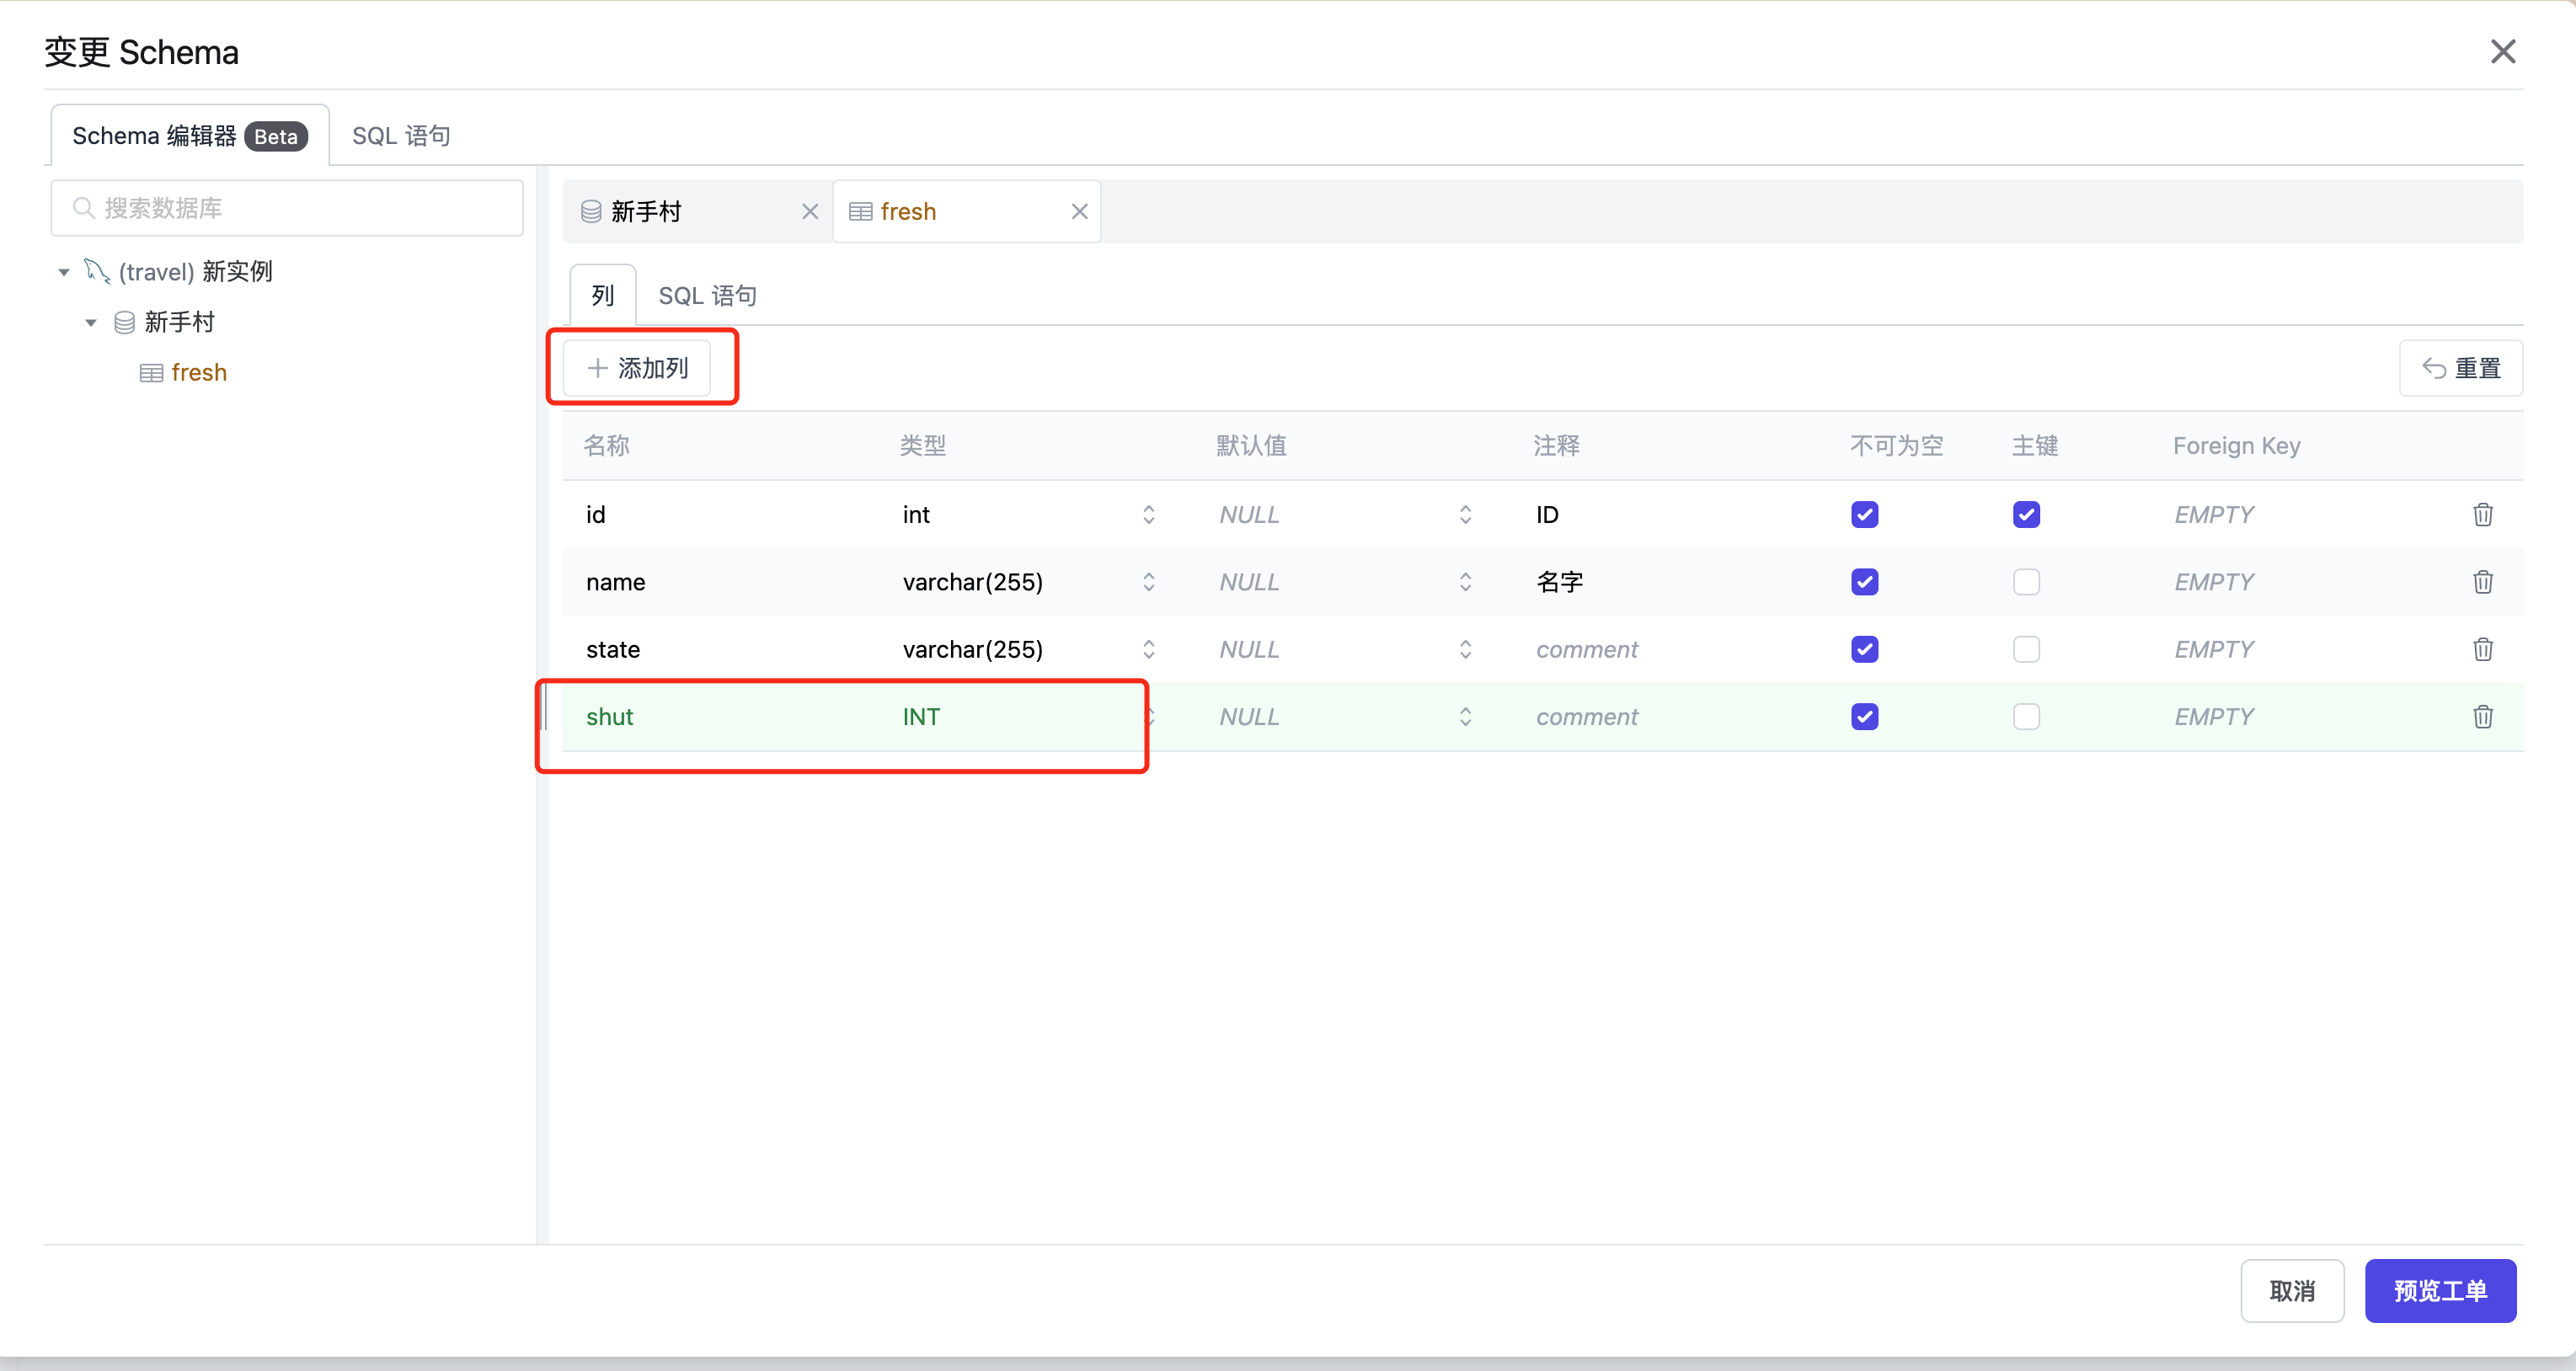 变更 Schema
Schema 编辑器 Beta SQL 语句
搜索数据库
(travel) 新实例
新手村
fresh
新手村 fresh
列 SQL 语句
添加列 重置
名称 类型 默认值 注释 不可为空 主键 Foreign Key
id int NULL ID EMPTY
name varchar(255) NULL 名字 EMPTY
state varchar(255) NULL comment EMPTY
shut INT NULL comment EMPTY
取消 预览工单